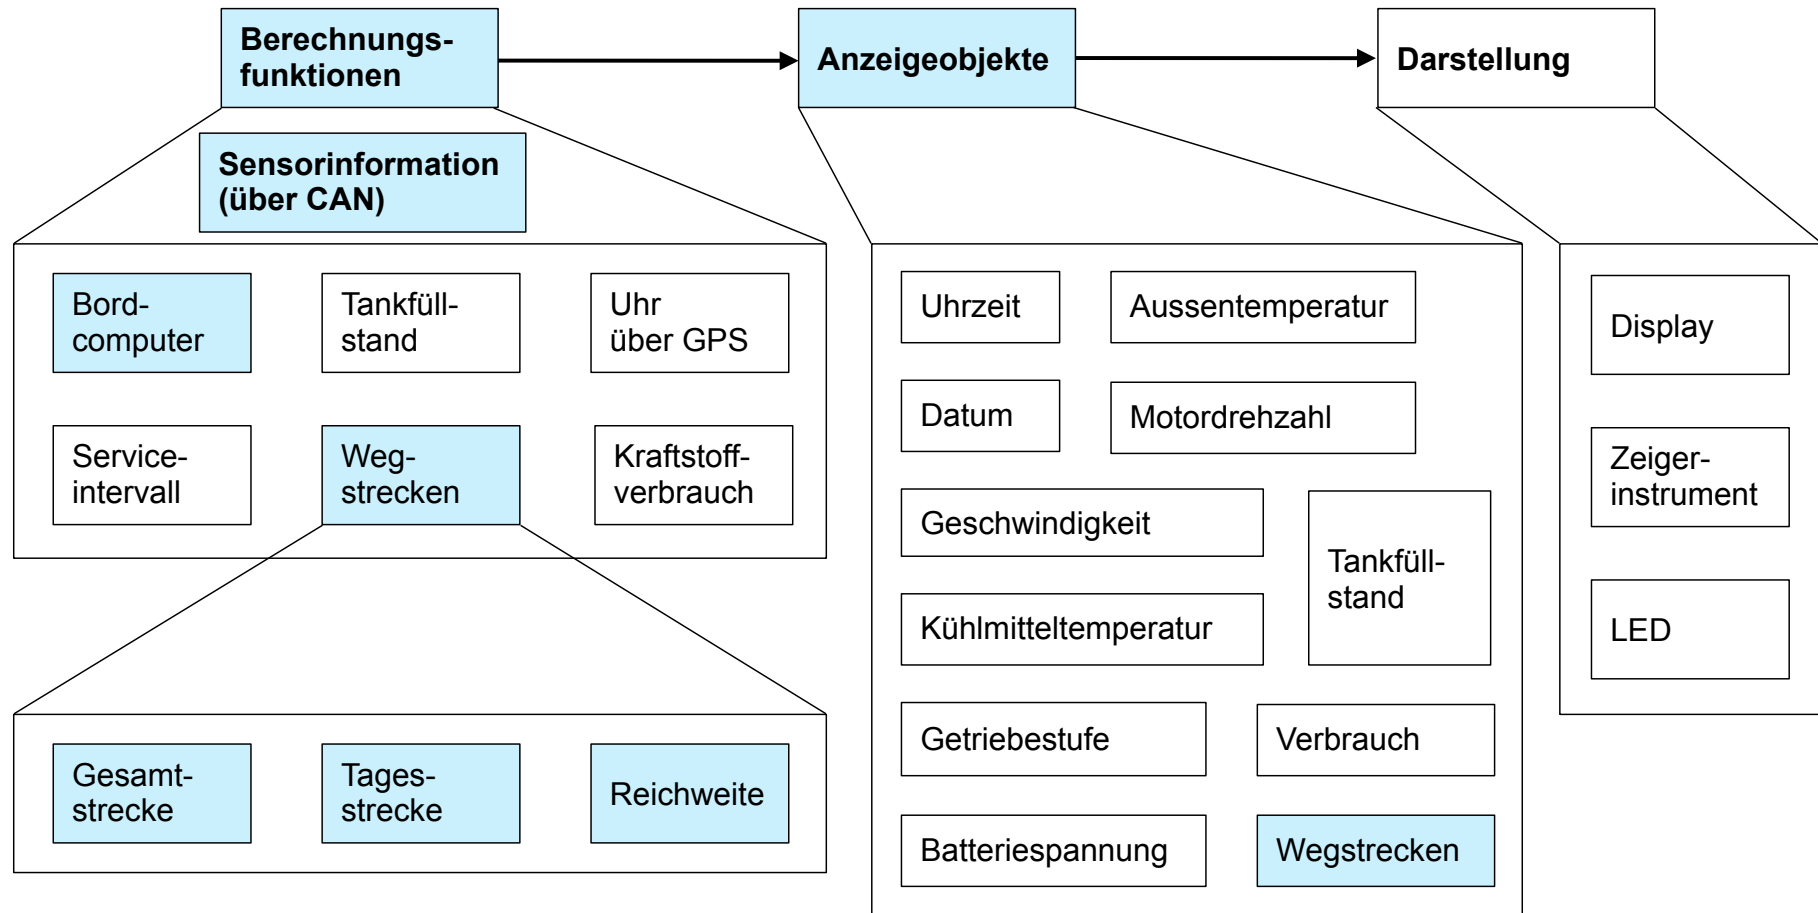 Berechnungs-
funktionen
Anzeigeobjekte
Darstellung
Sensorinformation
(über CAN)
Bord-
computer
Tankfüll-
stand
Uhr
über GPS
Service-
intervall
Weg-
strecken
Kraftstoff-
verbrauch
Gesamt-
strecke
Tages-
strecke
Reichweite
Uhrzeit
Aussentemperatur
Datum
Motordrehzahl
Geschwindigkeit
Tankfüll-
stand
Kühlmitteltemperatur
Getriebestufe
Verbrauch
Batteriespannung
Wegstrecken
Display
Zeiger-
instrument
LED